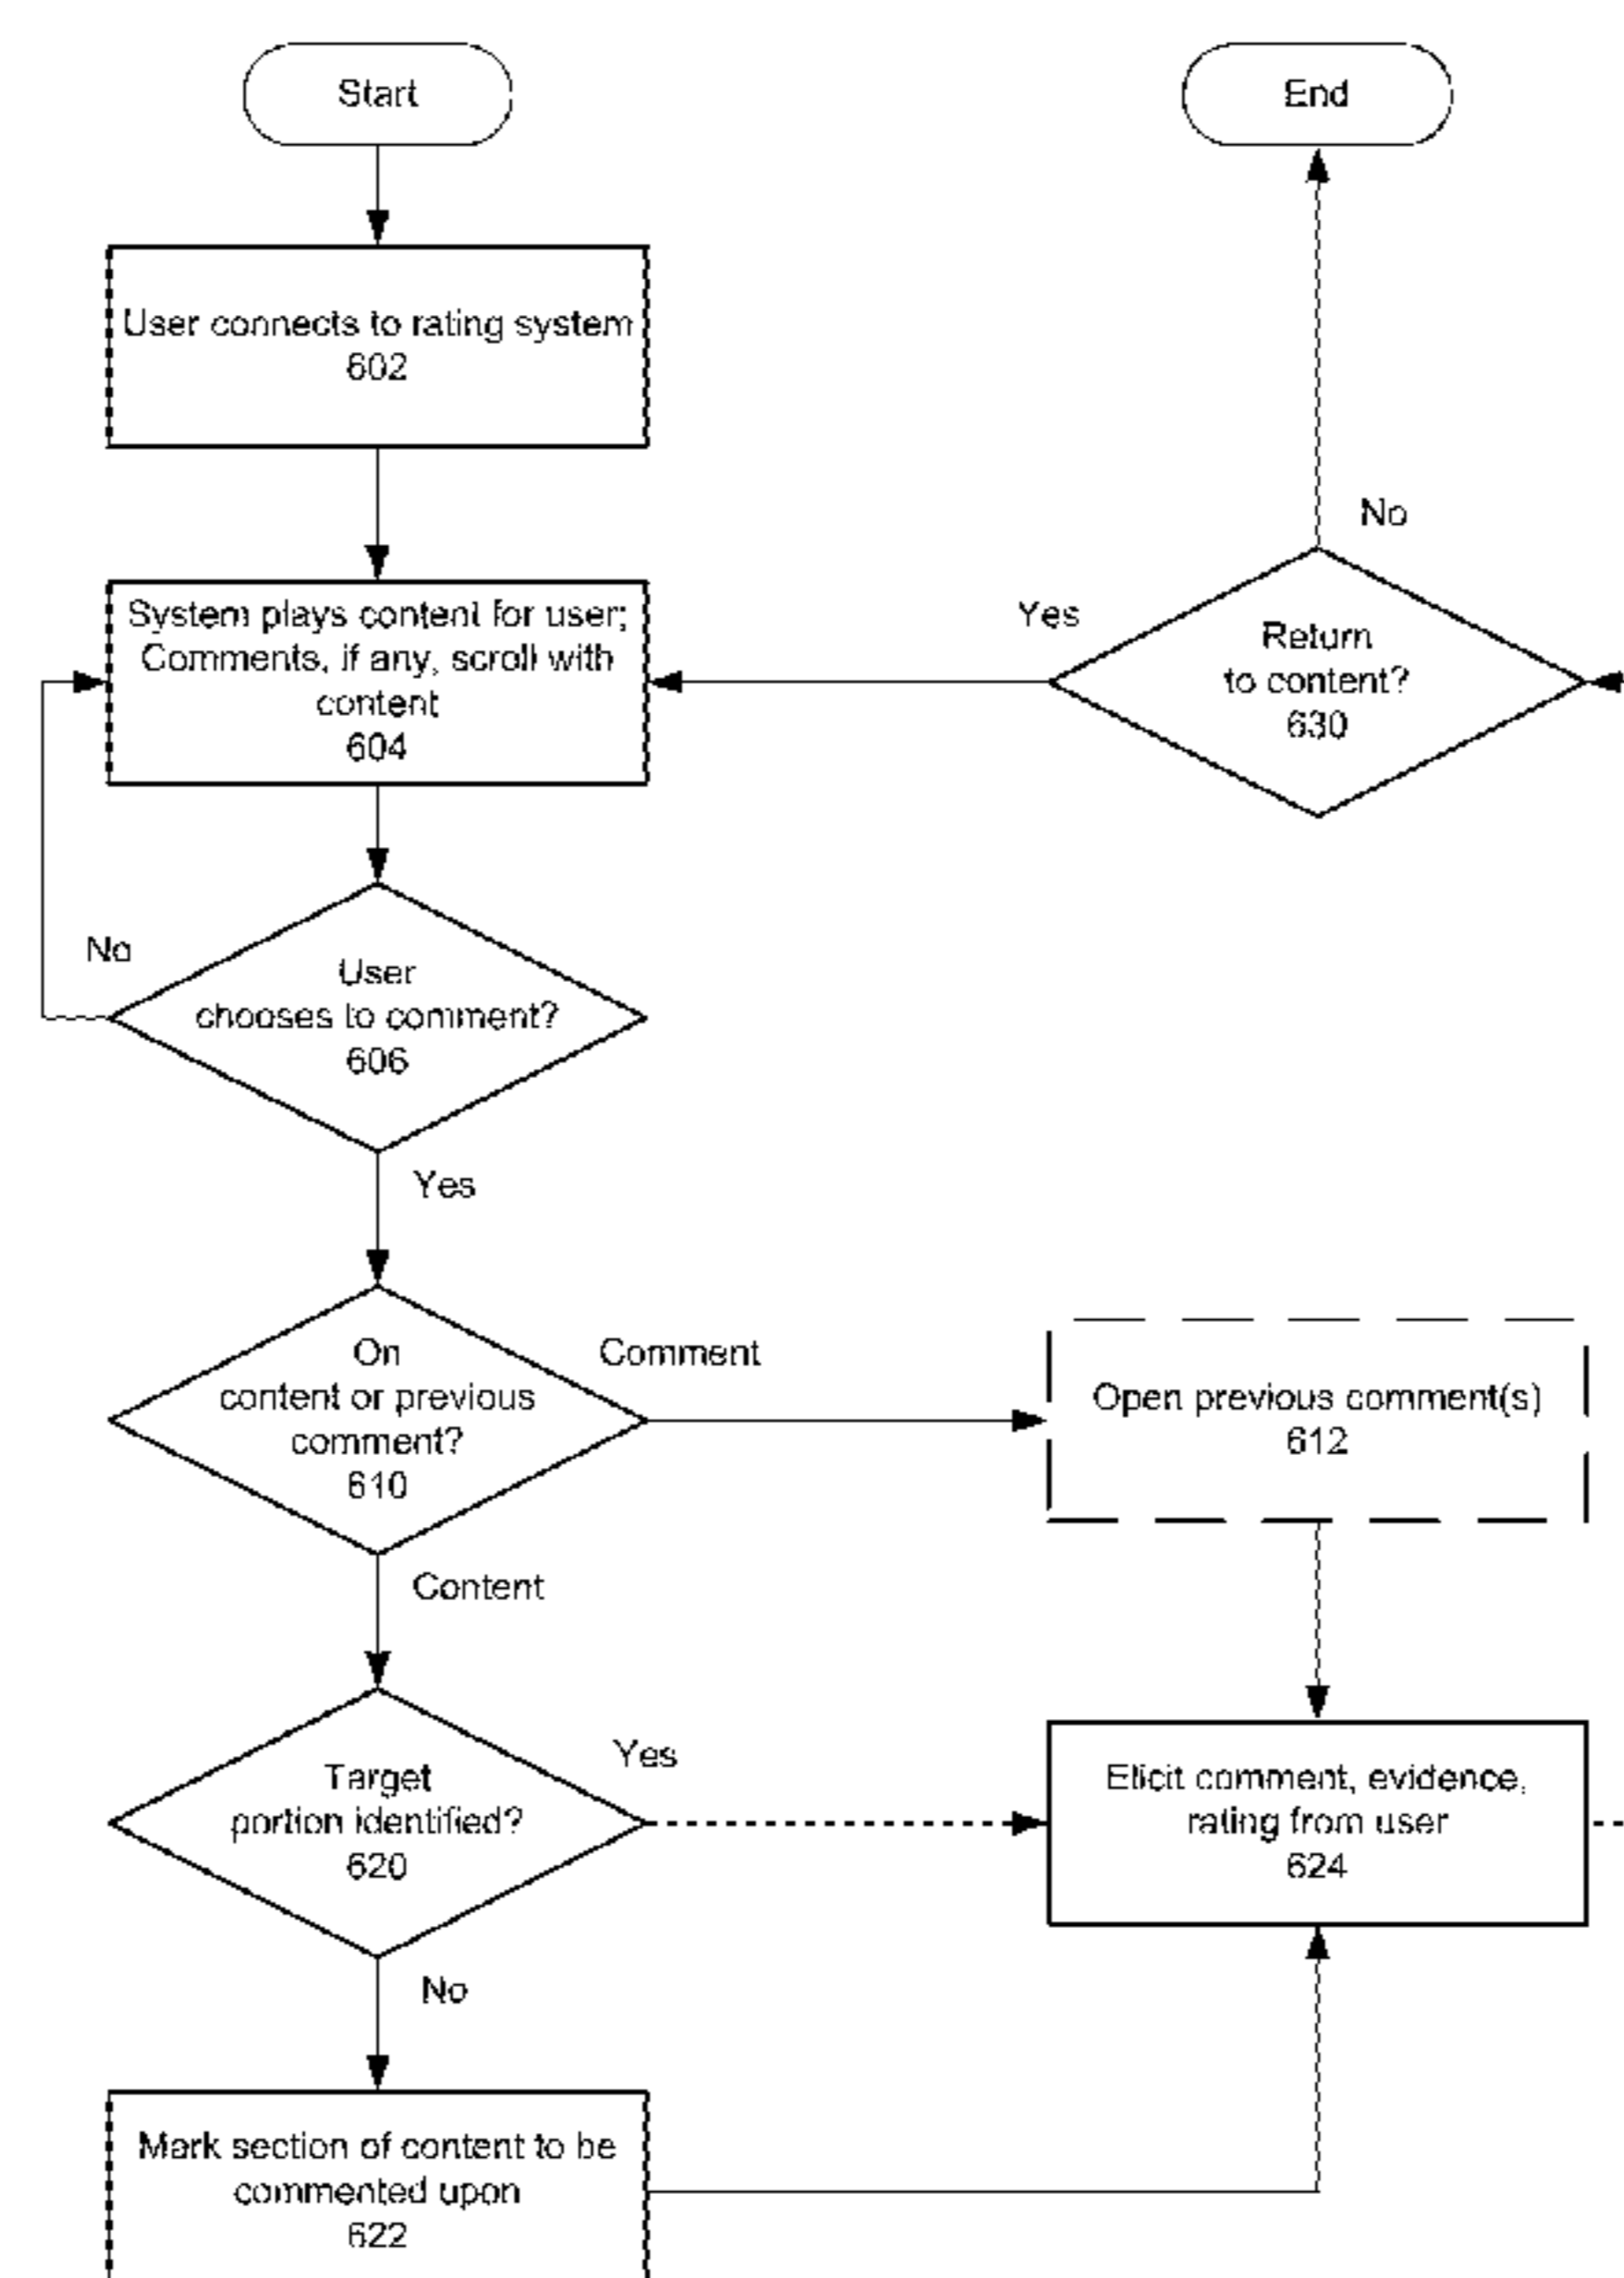 Start
End
User connects to rating system
602
No
System plays content for user;
Comments, if any, scroll with
content
604
Yes
Return
to content?
630
No
User
chooses to comment?
606
Yes
On
content or previous
comment?
610
Comment
Open previous comment(s)
612
Content
Target
portion identified?
620
Yes
Elicit comment, evidence,
rating from user
624
No
Mark section of content to be
commented upon
622